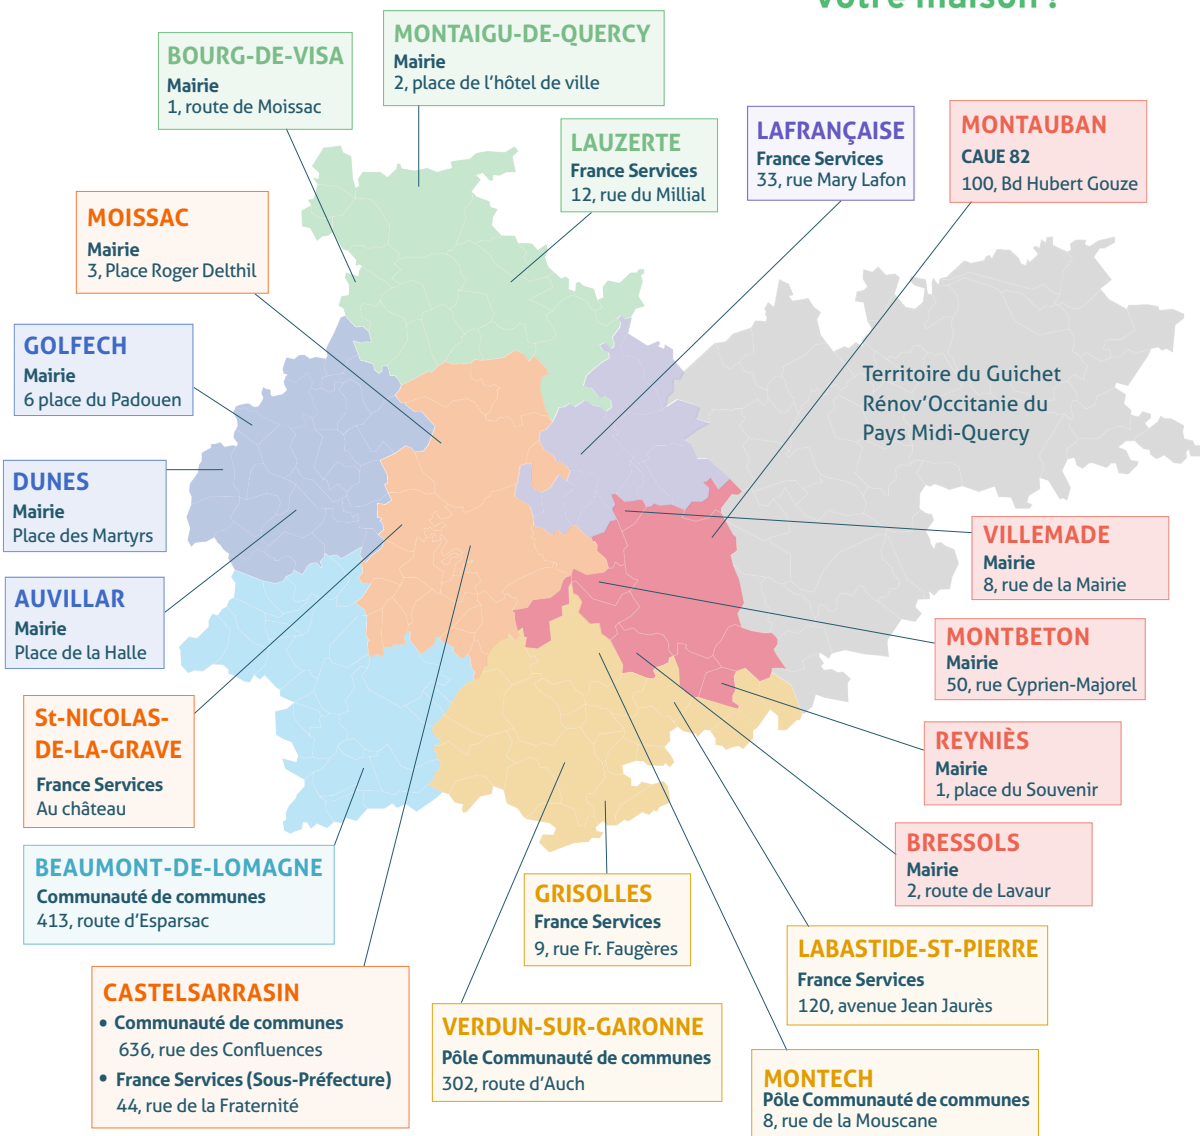 votre maison !
BOURG-DE-VISA
Mairie
1, route de Moissac
MONTAIGU-DE-QUERCY
Mairie
2, place de l'hôtel de ville
LAUZERTE
France Services
12, rue du Millial
LAFRANÇAISE
France Services
33, rue Mary Lafon
MONTAUBAN
CAUE 82
100, Bd Hubert Gouze
MOISSAC
Mairie
3, Place Roger Delthil
GOLFECH
Mairie
6 place du Padouen
Territoire du Guichet
Rénov'Occitanie du
Pays Midi-Quercy
DUNES
Mairie
Place des Martyrs
VILLEMADE
Mairie
8, rue de la Mairie
AUVILLAR
Mairie
Place de la Halle
MONTBETON
Mairie
50, rue Cyprien-Majorel
St-NICOLAS-
DE-LA-GRAVE
France Services
Au château
REYNIÈS
Mairie
1, place du Souvenir
BRESSOLS
Mairie
2, route de Lavaur
BEAUMONT-DE-LOMAGNE
Communauté de communes
413, route d'Esparsac
GRISOLLES
France Services
9, rue Fr. Faugères
LABASTIDE-ST-PIERRE
France Services
120, avenue Jean Jaurès
CASTELSARRASIN
• Communauté de communes
636, rue des Confluences
• France Services (Sous-Préfecture)
44, rue de la Fraternité
VERDUN-SUR-GARONNE
Pôle Communauté de communes
302, route d'Auch
MONTECH
Pôle Communauté de communes
8, rue de la Mouscane